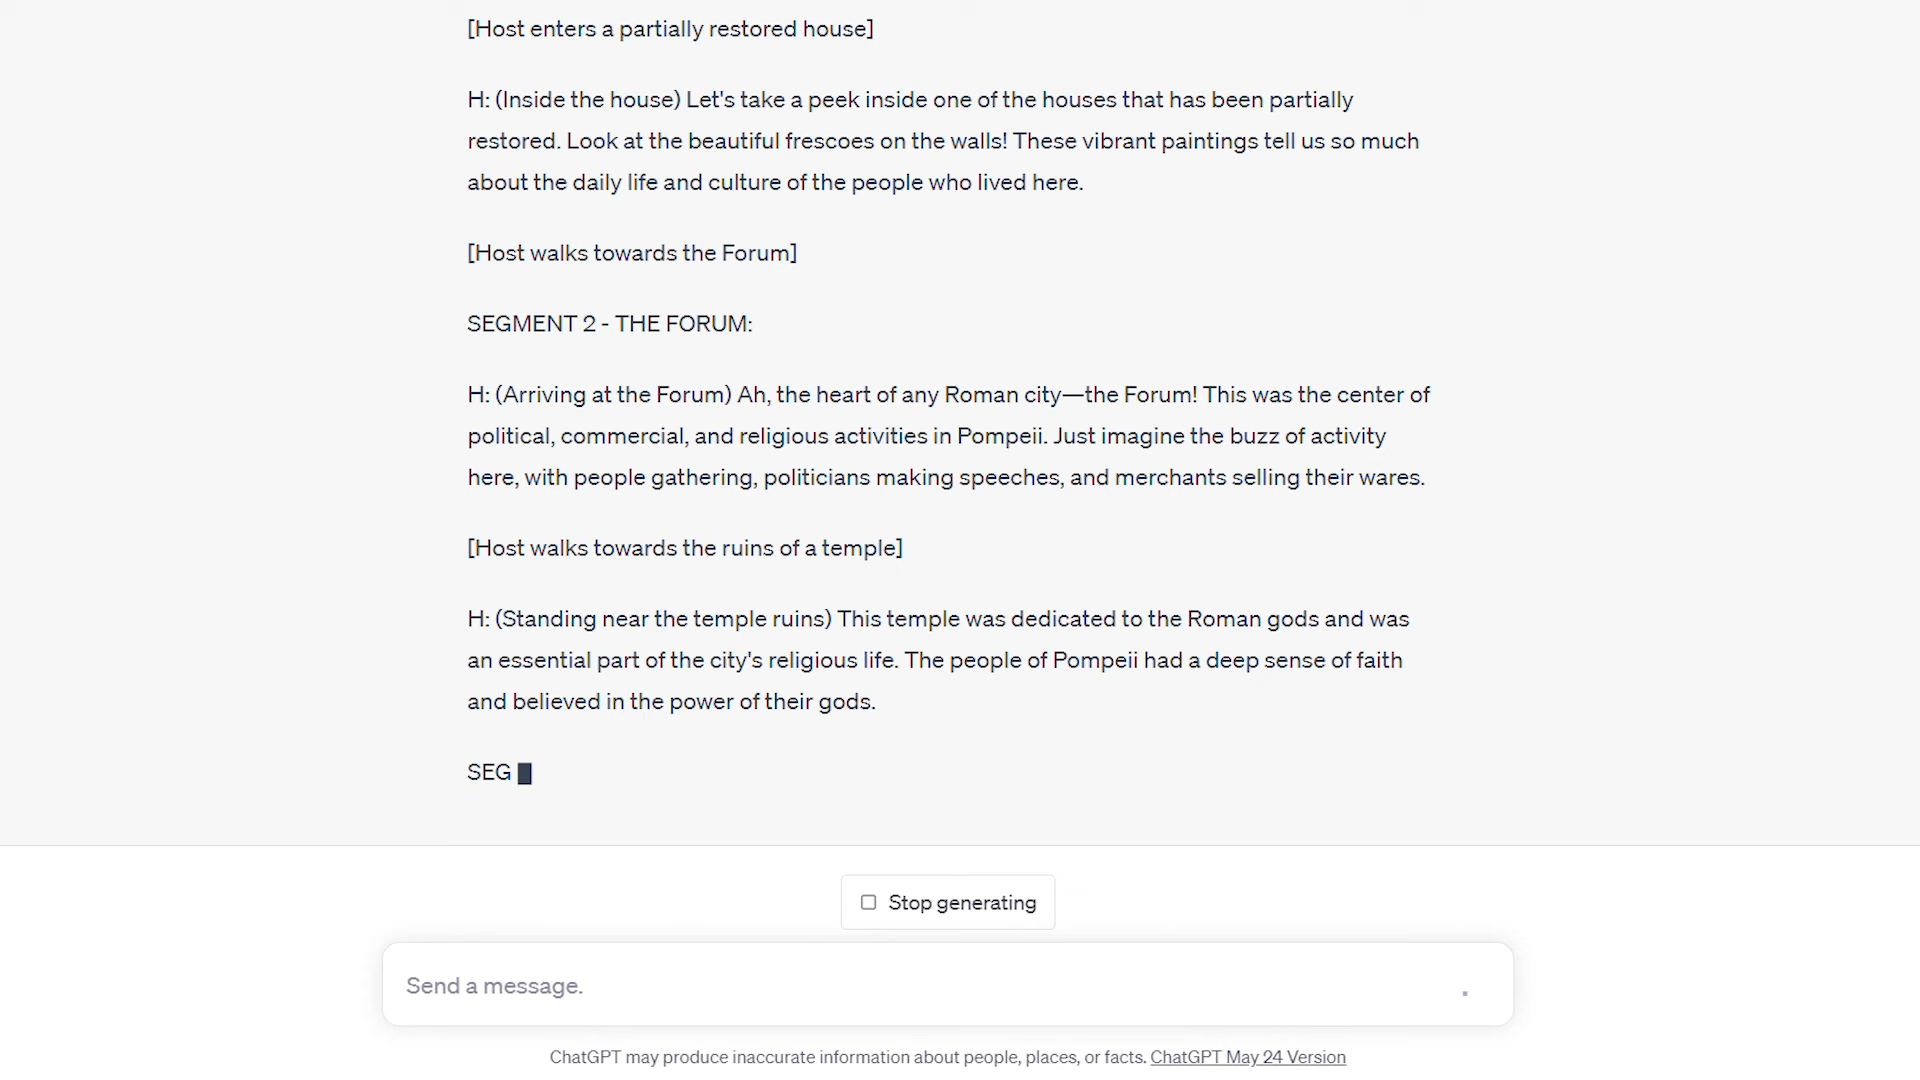 [Host enters a partially restored house]
H: (Inside the house) Let's take a peek inside one of the houses that has been partially
restored. Look at the beautiful frescoes on the walls! These vibrant paintings tell us so much
about the daily life and culture of the people who lived here.
[Host walks towards the Forum]
SEGMENT 2 - THE FORUM:
H: (Arriving at the Forum) Ah, the heart of any Roman city—the Forum! This was the center of
political, commercial, and religious activities in Pompeii. Just imagine the buzz of activity
here, with people gathering, politicians making speeches, and merchants selling their wares.
[Host walks towards the ruins of a temple]
H: (Standing near the temple ruins) This temple was dedicated to the Roman gods and was
an essential part of the city's religious life. The people of Pompeii had a deep sense of faith
and believed in the power of their gods.
SEG
Stop generating
Send a message.
ChatGPT may produce inaccurate information about people, places, or facts. ChatGPT May 24 Version